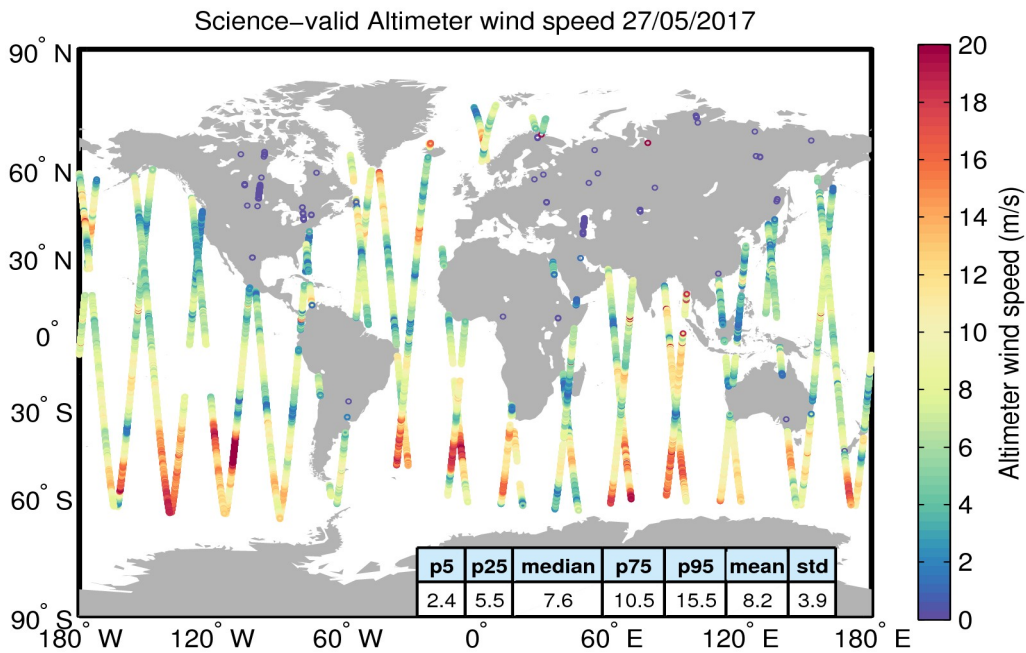 Science−valid Altimeter wind speed 27/05/2017
90° N
60° N
30° N
0°
30° S
60° S
90° S
180° W
120° W
60° W
0°
60° E
120° E
180° E
p5 p25 median p75 p95 mean std
2.4 5.5 7.6 10.5 15.5 8.2 3.9
20
18
16
14
12
10
8
6
4
2
0
Altimeter wind speed (m/s)